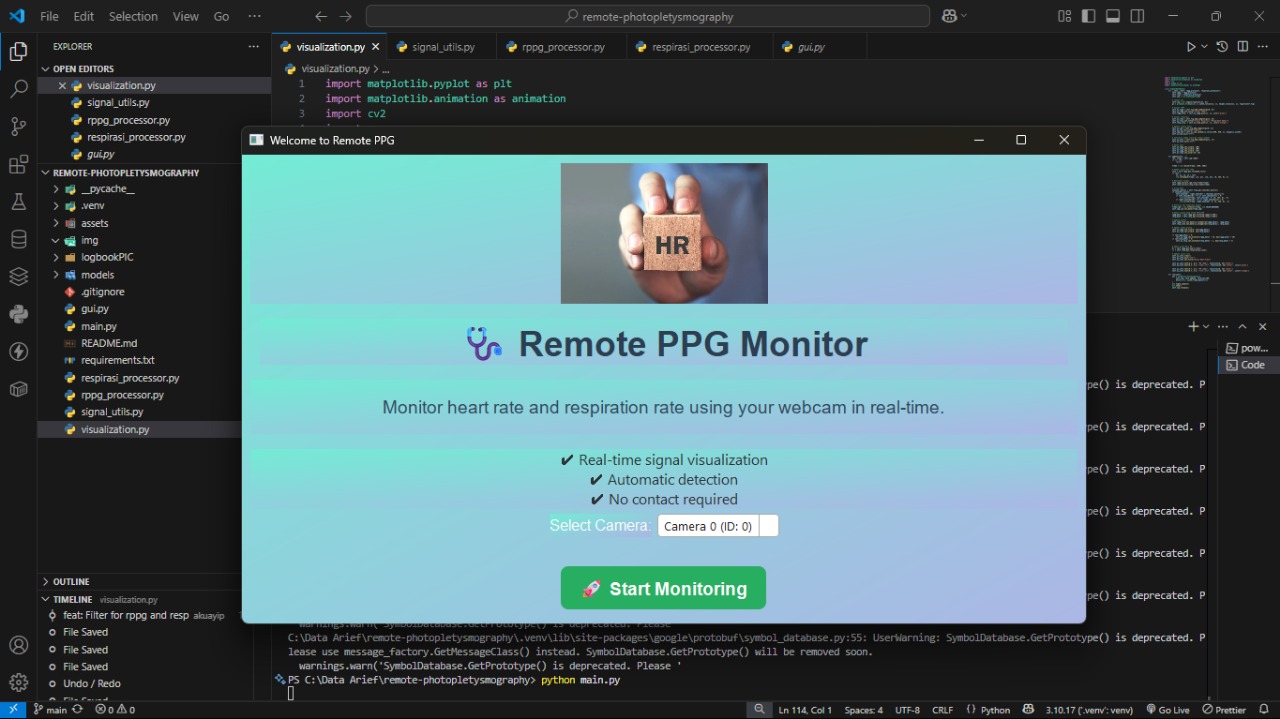 File Edit Selection View Go ···
remote-photopletysmography
EXPLORER
OPEN EDITORS
visualization.py
signal_utils.py
rppg_processor.py
respirasi_processor.py
gui.py
REMOTE-PHOTOPLETYSMOGRAPHY
__pycache__
.venv
assets
img
logbookPIC
models
.gitignore
gui.py
main.py
README.md
requirements.txt
respirasi_processor.py
rppg_processor.py
signal_utils.py
visualization.py
OUTLINE
TIMELINE visualization.py
feat: Filter for rppg and resp akuayip
File Saved
File Saved
File Saved
Undo / Redo
visualization.py signal_utils.py rppg_processor.py respirasi_processor.py gui.py
visualization.py > ...
1 import matplotlib.pyplot as plt
2 import matplotlib.animation as animation
3 import cv2
Welcome to Remote PPG
HR
Remote PPG Monitor
Monitor heart rate and respiration rate using your webcam in real-time.
✔ Real-time signal visualization
✔ Automatic detection
✔ No contact required
Select Camera: Camera 0 (ID: 0)
🚀 Start Monitoring
pow...
Code
ype() is deprecated. P
ype() is deprecated. P
ype() is deprecated. P
ype() is deprecated. P
ype() is deprecated. P
ype() is deprecated. P
warnings.warn('SymbolDatabase.GetPrototype() is deprecated. Please '
C:\Data Arief\remote-photopletysmography\.venv\lib\site-packages\google\protobuf\symbol_database.py:55: UserWarning: SymbolDatabase.GetPrototype() is deprecated. P
lease use message_factory.GetMessageClass() instead. SymbolDatabase.GetPrototype() will be removed soon.
warnings.warn('SymbolDatabase.GetPrototype() is deprecated. Please '
PS C:\Data Arief\remote-photopletysmography> python main.py
main 0 0 Ln 114, Col 1 Spaces: 4 UTF-8 CRLF {} Python 3.10.17 ('.venv': venv) Go Live Prettier